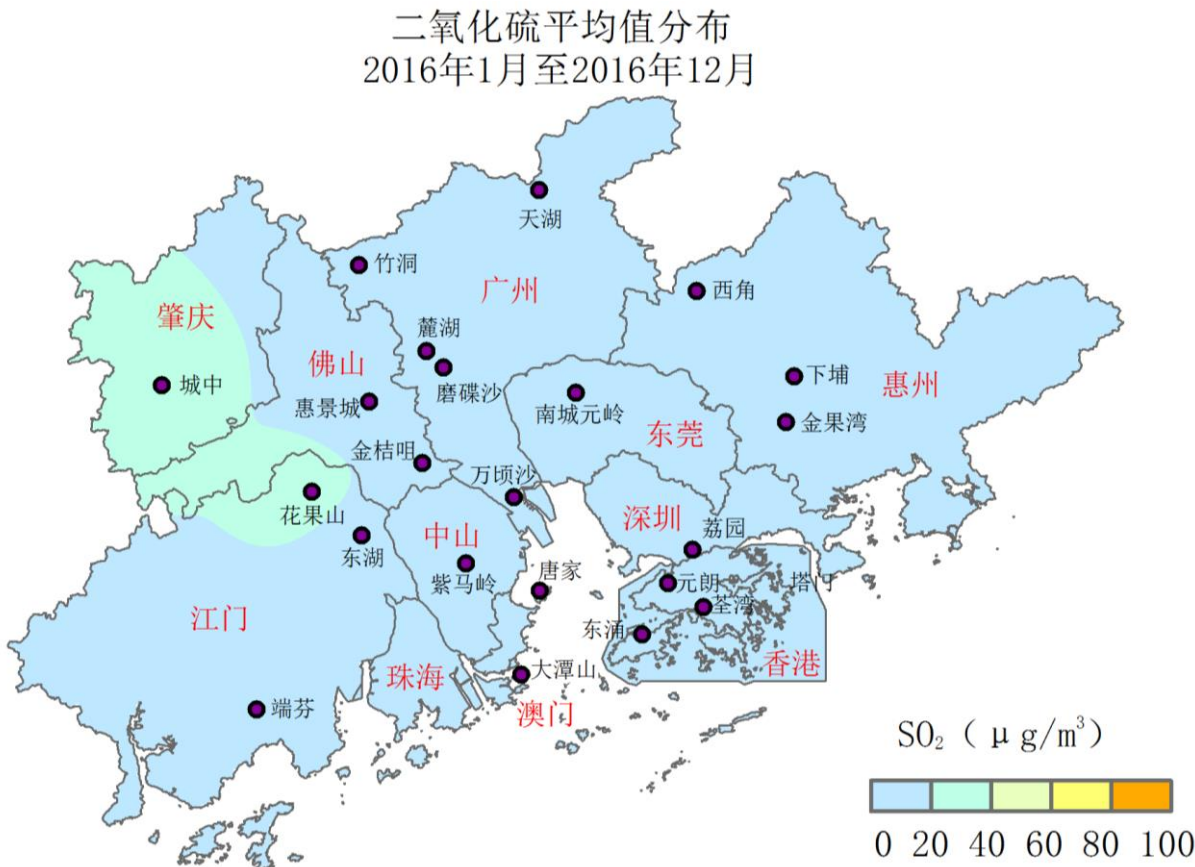 二氧化硫平均值分布
2016年1月至2016年12月
天湖
竹洞
广州
西角
肇庆
麓湖
佛山
磨碟沙
下埔
惠州
城中
惠景城
南城元岭
金果湾
东莞
金桔咀
万顷沙
花果山
深圳
荔园
东湖
中山
唐家
元朗
塔门
紫马岭
荃湾
江门
东涌
珠海
大潭山
香港
端芬
澳门
SO₂ ( μ g/m³)
0 20 40 60 80 100